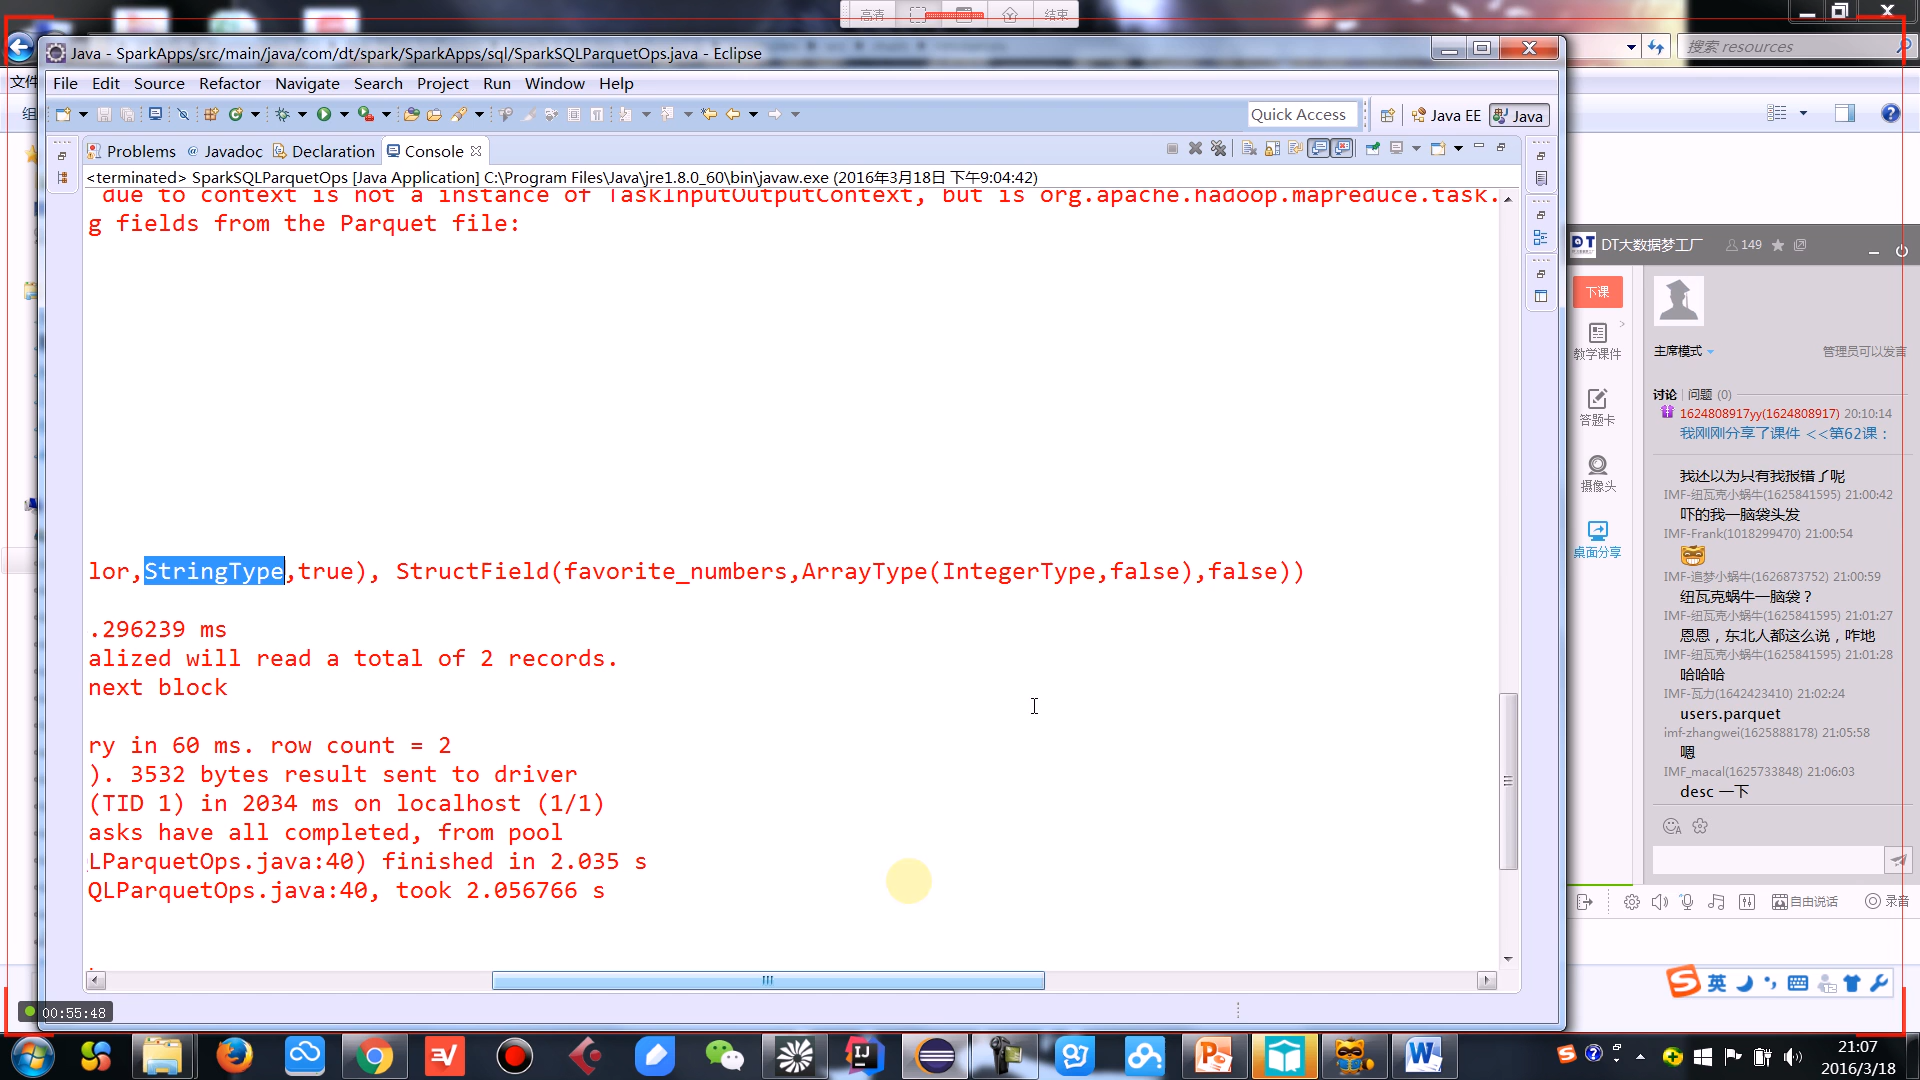 高清
结束
Java - SparkApps/src/main/java/com/dt/spark/SparkApps/sql/SparkSQLParquetOps.java - Eclipse
搜索 resources
文件
File Edit Source Refactor Navigate Search Project Run Window Help
组
Quick Access
Java EE
Java
Problems
Javadoc
Declaration
Console
<terminated> SparkSQLParquetOps [Java Application] C:\Program Files\Java\jre1.8.0_60\bin\javaw.exe (2016年3月18日 下午9:04:42)
due to context is not a instance of TaskInputOutputContext, but is org.apache.hadoop.mapreduce.task.
g fields from the Parquet file:
lor,StringType,true), StructField(favorite_numbers,ArrayType(IntegerType,false),false))
.296239 ms
alized will read a total of 2 records.
next block
ry in 60 ms. row count = 2
). 3532 bytes result sent to driver
(TID 1) in 2034 ms on localhost (1/1)
asks have all completed, from pool
LParquetOps.java:40) finished in 2.035 s
QLParquetOps.java:40, took 2.056766 s
00:55:48
DT大数据梦工厂
149
下课
教学课件
答题卡
摄像头
桌面分享
主席模式
管理员可以发言
讨论 问题 (0)
1624808917yy(1624808917) 20:10:14
我刚刚分享了课件 <<第62课：
我还以为只有我报错了呢
IMF-纽瓦克小蜗牛(1625841595) 21:00:42
吓的我一脑袋头发
IMF-Frank(1018299470) 21:00:54
IMF-追梦小蜗牛(1626873752) 21:00:59
纽瓦克蜗牛一脑袋？
IMF-纽瓦克小蜗牛(1625841595) 21:01:27
恩恩，东北人都这么说，咋地
IMF-纽瓦克小蜗牛(1625841595) 21:01:28
哈哈哈
IMF-瓦力(1642423410) 21:02:24
users.parquet
imf-zhangwei(1625888178) 21:05:58
嗯
IMF_macal(1625733848) 21:06:03
desc 一下
自由说话
录音
英
21:07
2016/3/18